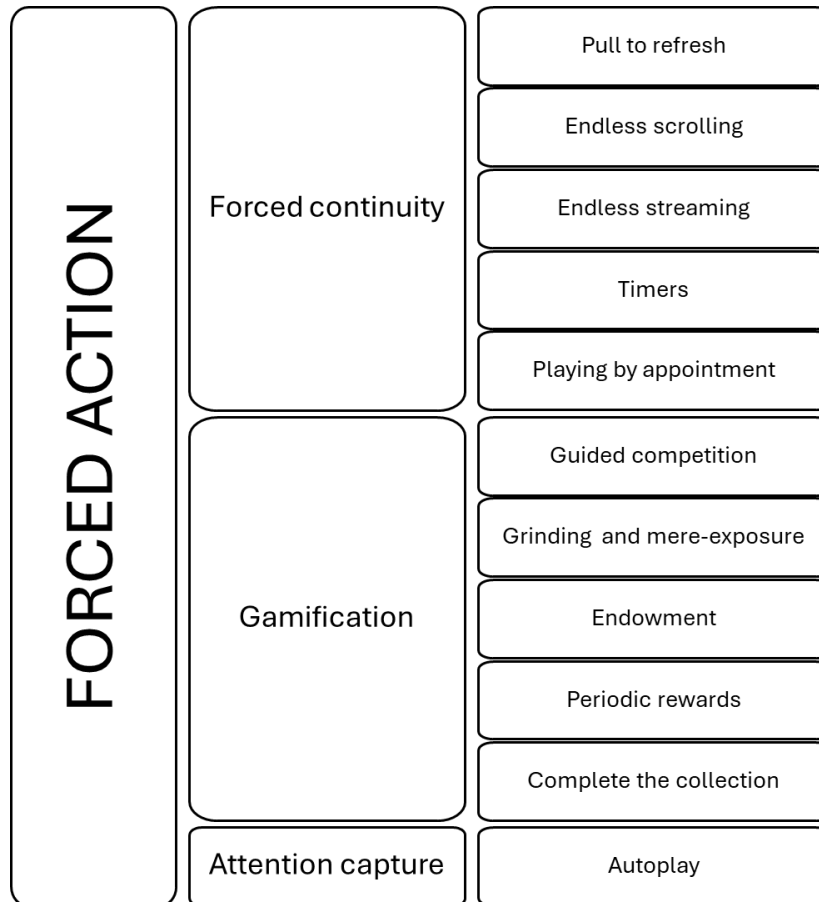 FORCED ACTION
Forced continuity
Pull to refresh
Endless scrolling
Endless streaming
Timers
Playing by appointment
Gamification
Guided competition
Grinding  and mere-exposure
Endowment
Periodic rewards
Complete the collection
Attention capture
Autoplay